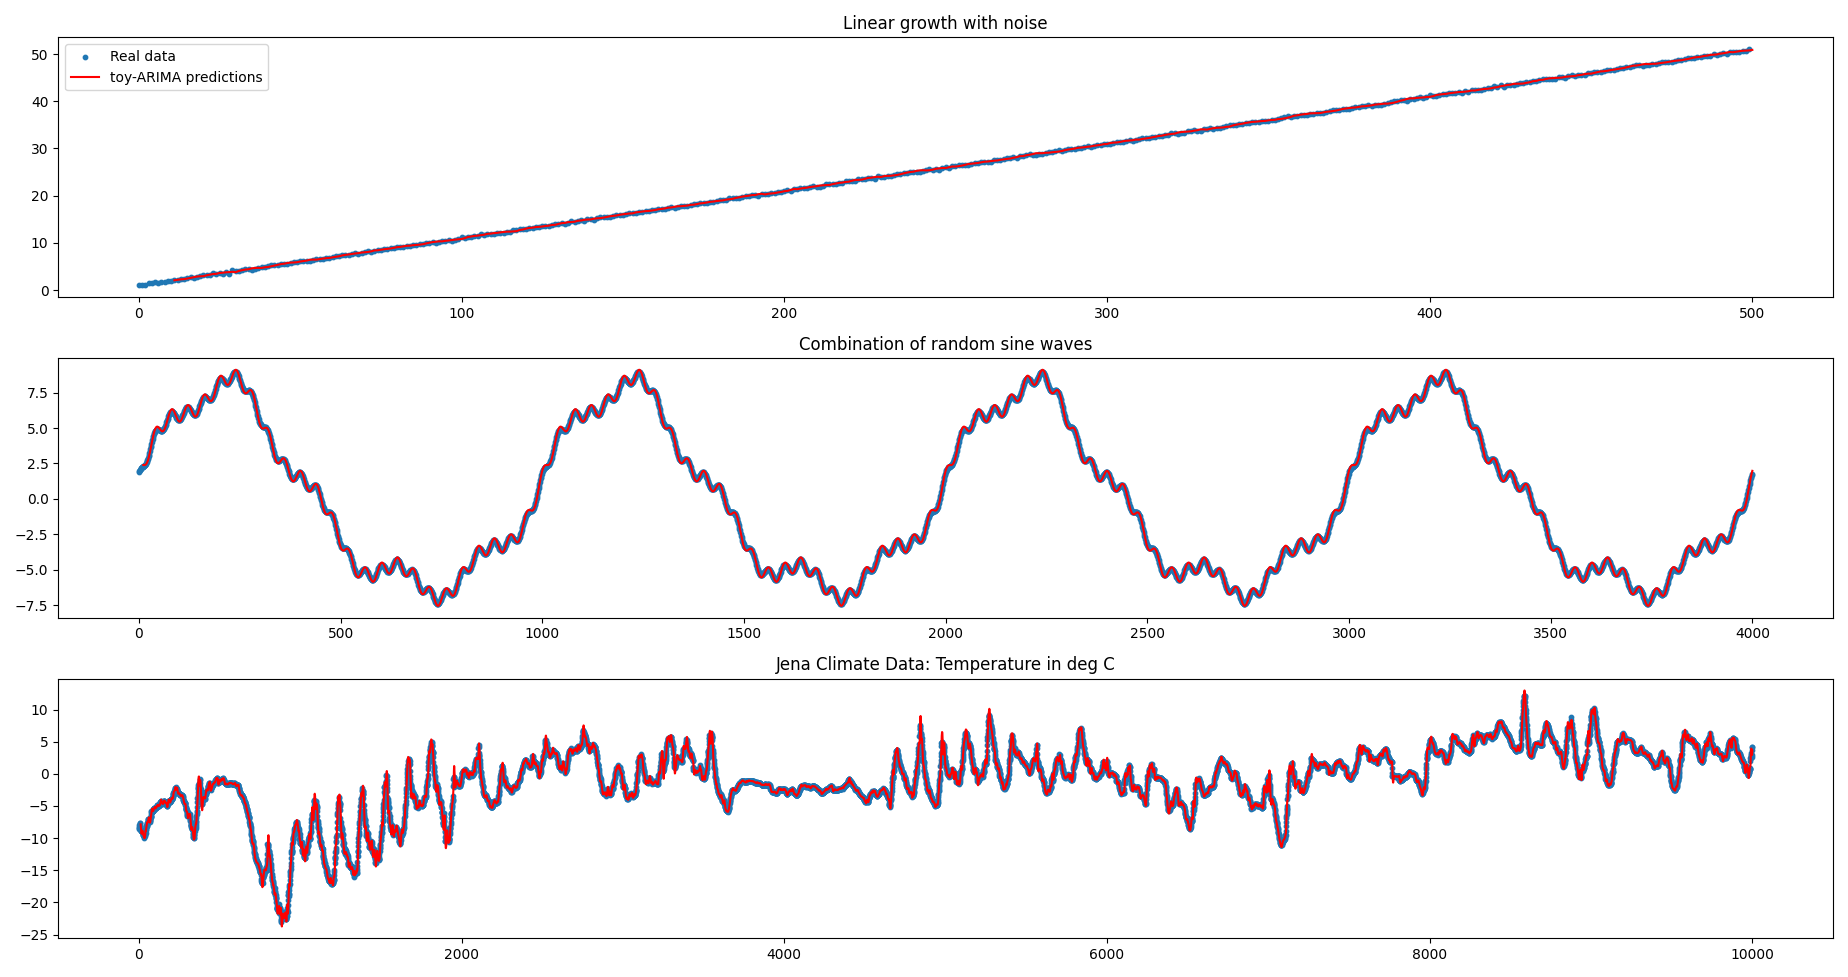 Linear growth with noise
Real data
toy-ARIMA predictions
50
40
30
20
10
0
0 100 200 300 400 500
Combination of random sine waves
7.5
5.0
2.5
0.0
−2.5
−5.0
−7.5
0 500 1000 1500 2000 2500 3000 3500 4000
Jena Climate Data: Temperature in deg C
10
5
0
−5
−10
−15
−20
−25
0 2000 4000 6000 8000 10000